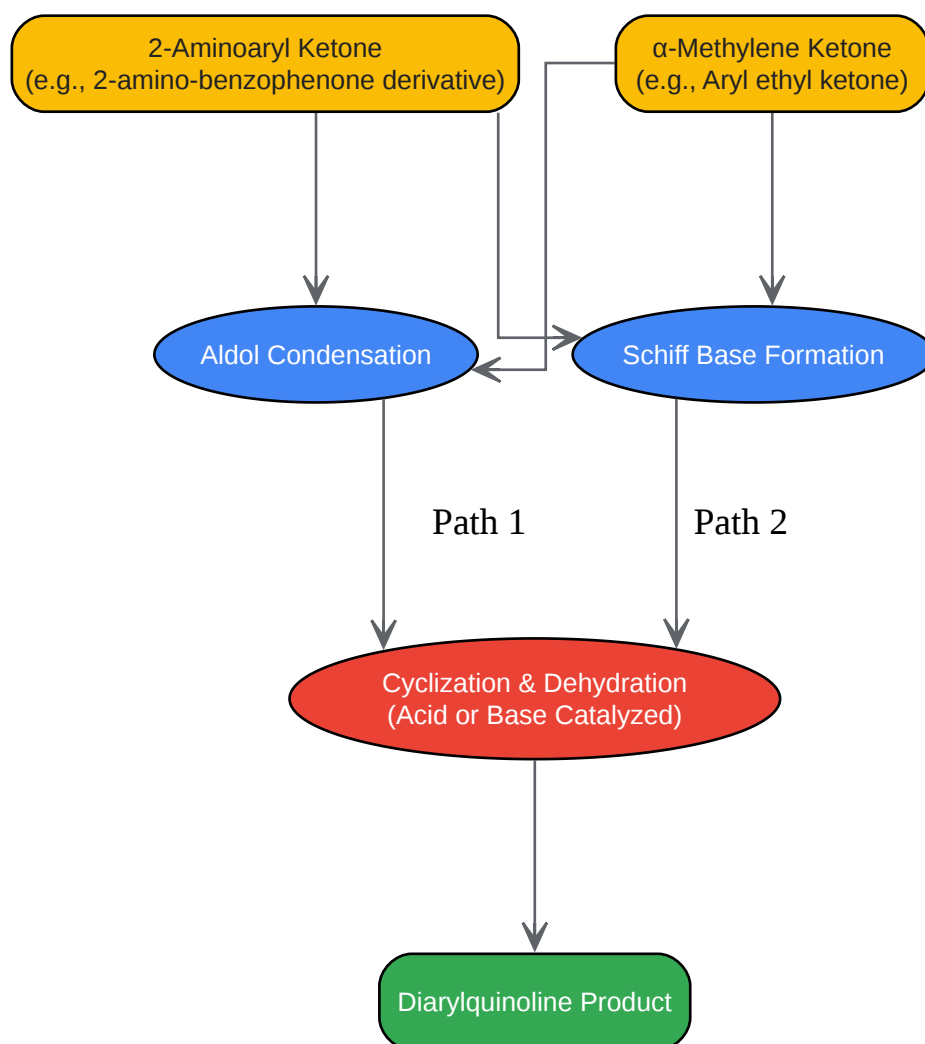 2-Aminoaryl Ketone
(e.g., 2-amino-benzophenone derivative)
α-Methylene Ketone
(e.g., Aryl ethyl ketone)
Aldol Condensation
Schiff Base Formation
Path 1
Path 2
Cyclization & Dehydration
(Acid or Base Catalyzed)
Diarylquinoline Product